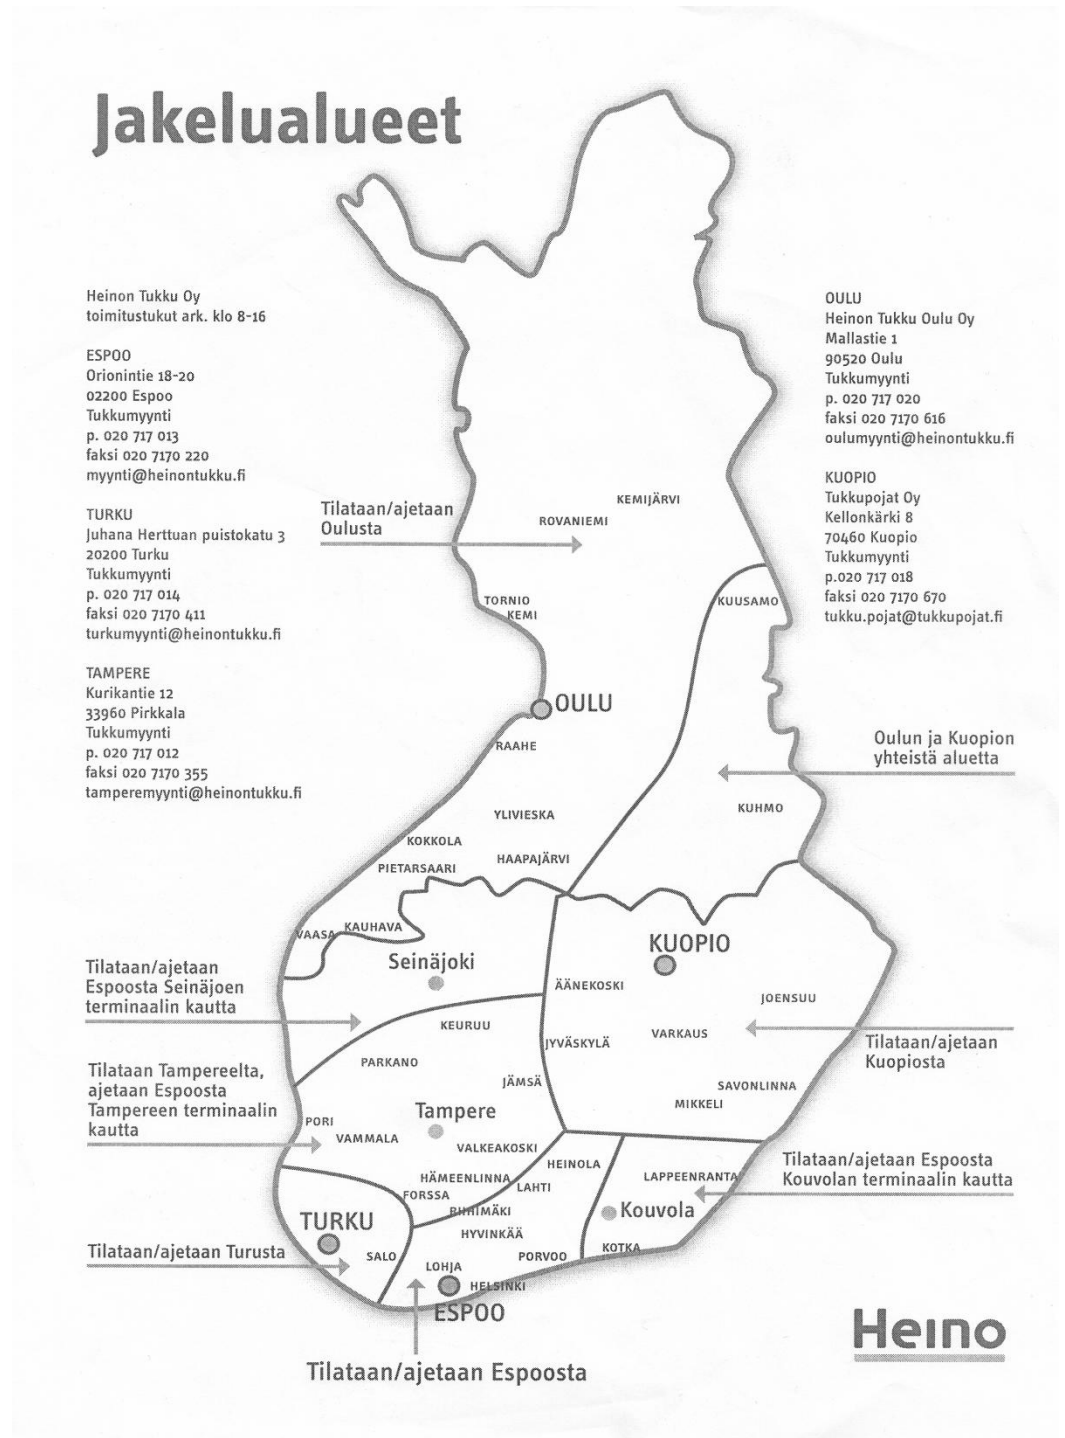 Jakelualueet
Heinon Tukku Oy
toimitustukut ark. klo 8-16
ESPOO
Orionintie 18-20
02200 Espoo
Tukkumyynti
p. 020 717 013
faksi 020 7170 220
myynti@heinontukku.fi
TURKU
Juhana Herttuan puistokatu 3
20200 Turku
Tukkumyynti
p. 020 717 014
faksi 020 7170 411
turkumyynti@heinontukku.fi
TAMPERE
Kurikantie 12
33960 Pirkkala
Tukkumyynti
p. 020 717 012
faksi 020 7170 355
tamperemyynti@heinontukku.fi
OULU
Heinon Tukku Oulu Oy
Mallastie 1
90520 Oulu
Tukkumyynti
p. 020 717 020
faksi 020 7170 616
oulumyynti@heinontukku.fi
KUOPIO
Tukkupojat Oy
Kellonkärki 8
70460 Kuopio
Tukkumyynti
p.020 717 018
faksi 020 7170 670
tukku.pojat@tukkupojat.fi
Tilataan/ajetaan
Oulusta
KEMIJÄRVI
ROVANIEMI
TORNIO
KEMI
KUUSAMO
OULU
RAAHE
Oulun ja Kuopion
yhteistä aluetta
KUHMO
YLIVIESKA
KOKKOLA
HAAPAJÄRVI
PIETARSAARI
KAUHAVA
VAASA
KUOPIO
Seinäjoki
Tilataan/ajetaan
Espoosta Seinäjoen
terminaalin kautta
ÄÄNEKOSKI
JOENSUU
KEURUU
VARKAUS
JYVÄSKYLÄ
Tilataan/ajetaan
Kuopiosta
PARKANO
JÄMSÄ
SAVONLINNA
MIKKELI
Tilataan Tampereelta,
ajetaan Espoosta
Tampereen terminaalin
kautta
Tampere
PORI
VAMMALA
VALKEAKOSKI
HEINOLA
Tilataan/ajetaan Espoosta
Kouvolan terminaalin kautta
LAPPEENRANTA
HÄMEENLINNA
LAHTI
FORSSA
RIIHIMÄKI
Kouvola
TURKU
HYVINKÄÄ
KOTKA
Tilataan/ajetaan Turusta
SALO
PORVOO
LOHJA
HELSINKI
ESPOO
Heino
Tilataan/ajetaan Espoosta